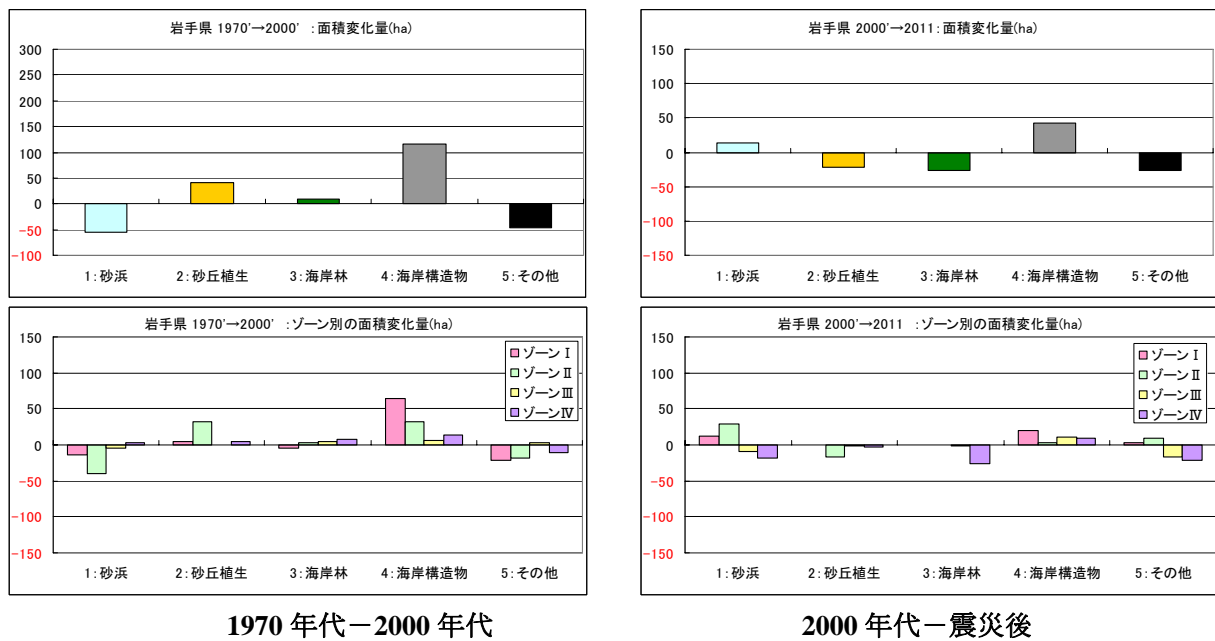 岩手県 1970'→2000' ：面積変化量(ha)
300
250
200
150
100
50
0
-50
-100
1：砂浜 2：砂丘植生 3：海岸林 4：海岸構造物 5：その他
岩手県 2000'→2011：面積変化量(ha)
150
100
50
0
-50
-100
-150
1：砂浜 2：砂丘植生 3：海岸林 4：海岸構造物 5：その他
岩手県 1970'→2000' ：ゾーン別の面積変化量(ha)
150
100
50
0
-50
-100
-150
ゾーンⅠ
ゾーンⅡ
ゾーンⅢ
ゾーンⅣ
1：砂浜 2：砂丘植生 3：海岸林 4：海岸構造物 5：その他
岩手県 2000'→2011 ：ゾーン別の面積変化量(ha)
150
100
50
0
-50
-100
-150
ゾーンⅠ
ゾーンⅡ
ゾーンⅢ
ゾーンⅣ
1：砂浜 2：砂丘植生 3：海岸林 4：海岸構造物 5：その他
1970 年代－2000 年代
2000 年代－震災後